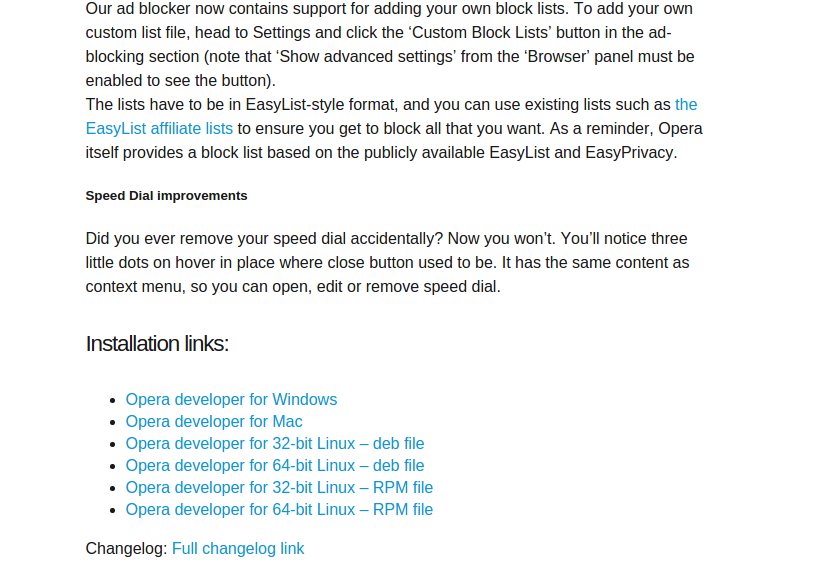 Our ad blocker now contains support for adding your own block lists. To add your own
custom list file, head to Settings and click the ‘Custom Block Lists’ button in the ad-
blocking section (note that ‘Show advanced settings’ from the ‘Browser’ panel must be
enabled to see the button).
The lists have to be in EasyList-style format, and you can use existing lists such as the
EasyList affiliate lists to ensure you get to block all that you want. As a reminder, Opera
itself provides a block list based on the publicly available EasyList and EasyPrivacy.
Speed Dial improvements
Did you ever remove your speed dial accidentally? Now you won’t. You’ll notice three
little dots on hover in place where close button used to be. It has the same content as
context menu, so you can open, edit or remove speed dial.
Installation links:
• Opera developer for Windows
• Opera developer for Mac
• Opera developer for 32-bit Linux – deb file
• Opera developer for 64-bit Linux – deb file
• Opera developer for 32-bit Linux – RPM file
• Opera developer for 64-bit Linux – RPM file
Changelog: Full changelog link